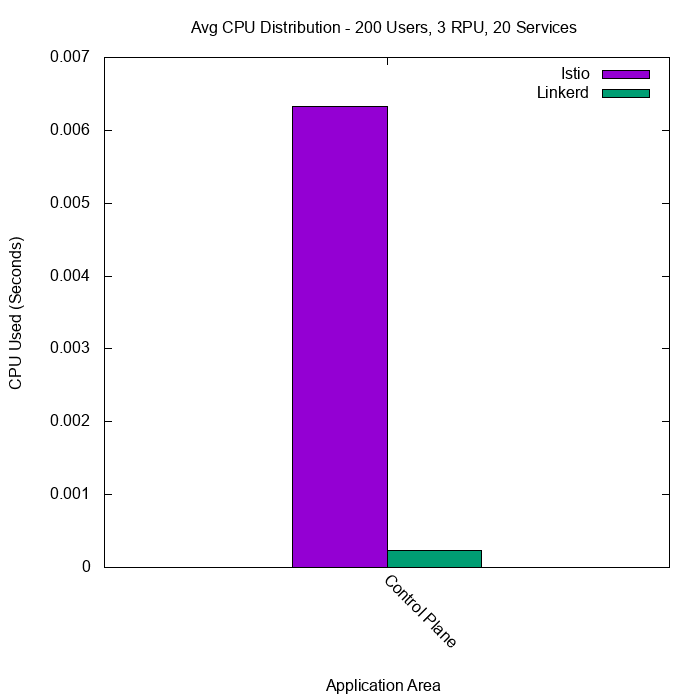 Avg CPU Distribution - 200 Users, 3 RPU, 20 Services
Istio
Linkerd
0.007
0.006
0.005
0.004
0.003
0.002
0.001
0
CPU Used (Seconds)
Control Plane
Application Area